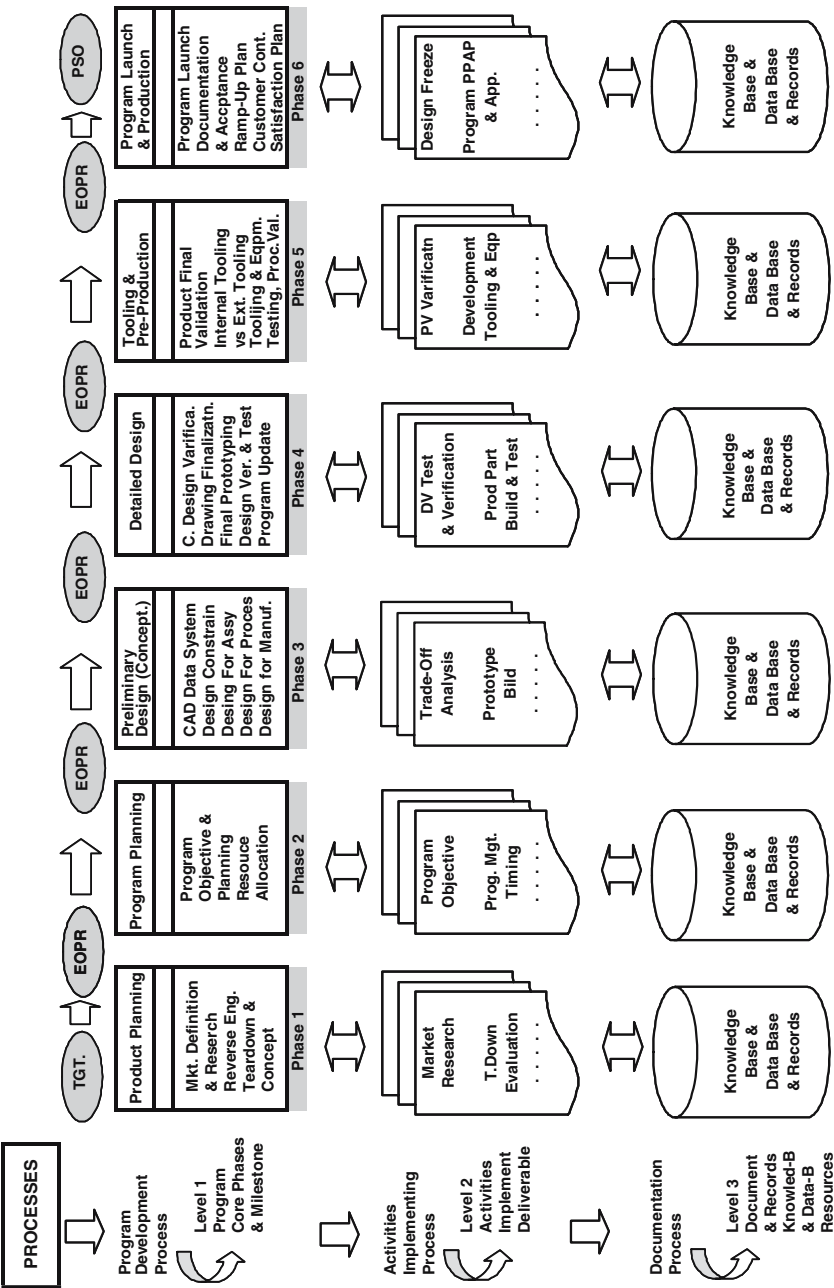 PROCESSES
Program
Development
Process
Level 1
Program
Core Phases
& Milestone
TGT.
EOPR
EOPR
EOPR
EOPR
EOPR
EOPR
PSO
Product Planning
Mkt. Definition
& Reserch
Reverse Eng.
Teardown &
Concept
Phase 1
Program Planning
Program
Objective &
Planning
Resouce
Allocation
Phase 2
Preliminary
Design (Concept.)
CAD Data System
Design Constrain
Desing For Assy
Design For Proces
Design for Manuf.
Phase 3
Detailed Design
C. Design Varifica.
Drawing Finalizatn.
Final Prototyping
Design Ver. & Test
Program Update
Phase 4
Tooling &
Pre-Production
Product Final
Validation
Internal Tooling
vs Ext. Tooling
Toolijng & Eqpm.
Testing, Proc.Val.
Phase 5
Program Launch
& Production
Program Launch
Documentation
& Accptance
Ramp-Up Plan
Customer Cont.
Satisfaction Plan
Phase 6
Activities
Implementing
Process
Level 2
Activities
Implement
Deliverable
Market
Research
T.Down
Evaluation
. . . . .
Program
Objective
Prog. Mgt.
Timing
. . . . .
Trade-Off
Analysis
Prototype
Bild
. . . . .
DV Test
& Verification
Prod Part
Build & Test
. . . . .
PV Varificatn
Development
Tooling & Eqp
. . . . .
Design Freeze
Program PPAP
& App.
. . . . .
Documentation
Process
Level 3
Document
& Records
Knowled-B
& Data-B
Resources
Knowledge
Base &
Data Base
& Records
Knowledge
Base &
Data Base
& Records
Knowledge
Base &
Data Base
& Records
Knowledge
Base &
Data Base
& Records
Knowledge
Base &
Data Base
& Records
Knowledge
Base &
Data Base
& Records